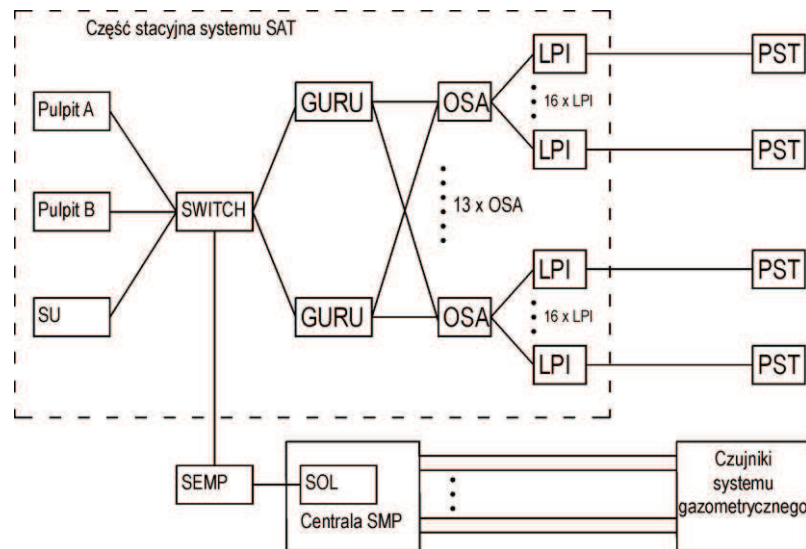 Część stacyjna systemu SAT
LPI
PST
Pulpit A
GURU
OSA
16 x LPI
LPI
PST
Pulpit B
SWITCH
13 x OSA
LPI
PST
SU
GURU
OSA
16 x LPI
LPI
PST
SEMP
SOL
Centrala SMP
Czujniki
systemu
gazometrycznego